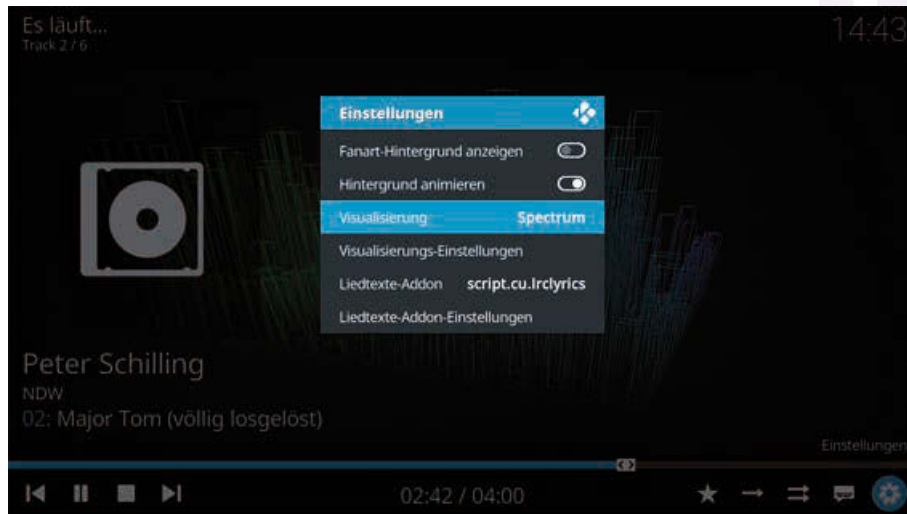 Es läuft...
Track 2 / 6
14:43
Einstellungen
Fanart-Hintergrund anzeigen
Hintergrund animieren
Visualisierung Spectrum
Visualisierungs-Einstellungen
Liedtexte-Addon script.cu.lrclyrics
Liedtexte-Addon-Einstellungen
Peter Schilling
NDW
02: Major Tom (völlig losgelöst)
Einstellungen
02:42 / 04:00